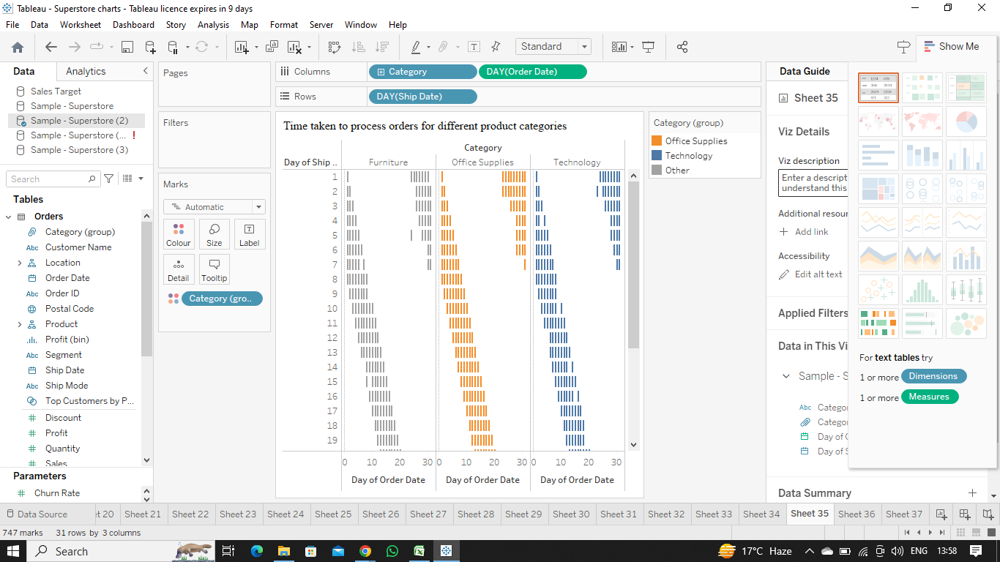 Tableau - Superstore charts - Tableau licence expires in 9 days
File Data Worksheet Dashboard Story Analysis Map Format Server Window Help
Standard
Show Me
Data Analytics
Sales Target
Sample - Superstore
Sample - Superstore (2)
Sample - Superstore (... !
Sample - Superstore (3)
Search
Tables
Orders
Category (group)
Abc Customer Name
Location
Order Date
Abc Order ID
Postal Code
Product
Profit (bin)
Abc Segment
Ship Date
Abc Ship Mode
Top Customers by P...
Discount
Profit
Quantity
Sales
Parameters
Churn Rate
Pages
Filters
Marks
Automatic
Colour Size Label
Detail Tooltip
Category (gro..
Columns Category DAY(Order Date)
Rows DAY(Ship Date)
Time taken to process orders for different product categories
Category
Day of Ship .. Furniture Office Supplies Technology
1
2
3
4
5
6
7
8
9
10
11
12
13
14
15
16
17
18
19
0 10 20 30 0 10 20 30 0 10 20 30
Day of Order Date Day of Order Date Day of Order Date
Category (group)
Office Supplies
Technology
Other
Data Guide
Sheet 35
Viz Details
Viz description
Enter a descript
understand this
Additional resour
Add link
Accessibility
Edit alt text
Applied Filters
Data in This Vi
Sample - S
Abc Categor
Categor
Day of
Day of S
Data Summary
For text tables try
1 or more Dimensions
1 or more Measures
Data Source et 20 Sheet 21 Sheet 22 Sheet 23 Sheet 24 Sheet 25 Sheet 26 Sheet 27 Sheet 28 Sheet 29 Sheet 30 Sheet 31 Sheet 32 Sheet 33 Sheet 34 Sheet 35 Sheet 36 Sheet 37
747 marks 31 rows by 3 columns
Search 17°C Haze ENG 13:58